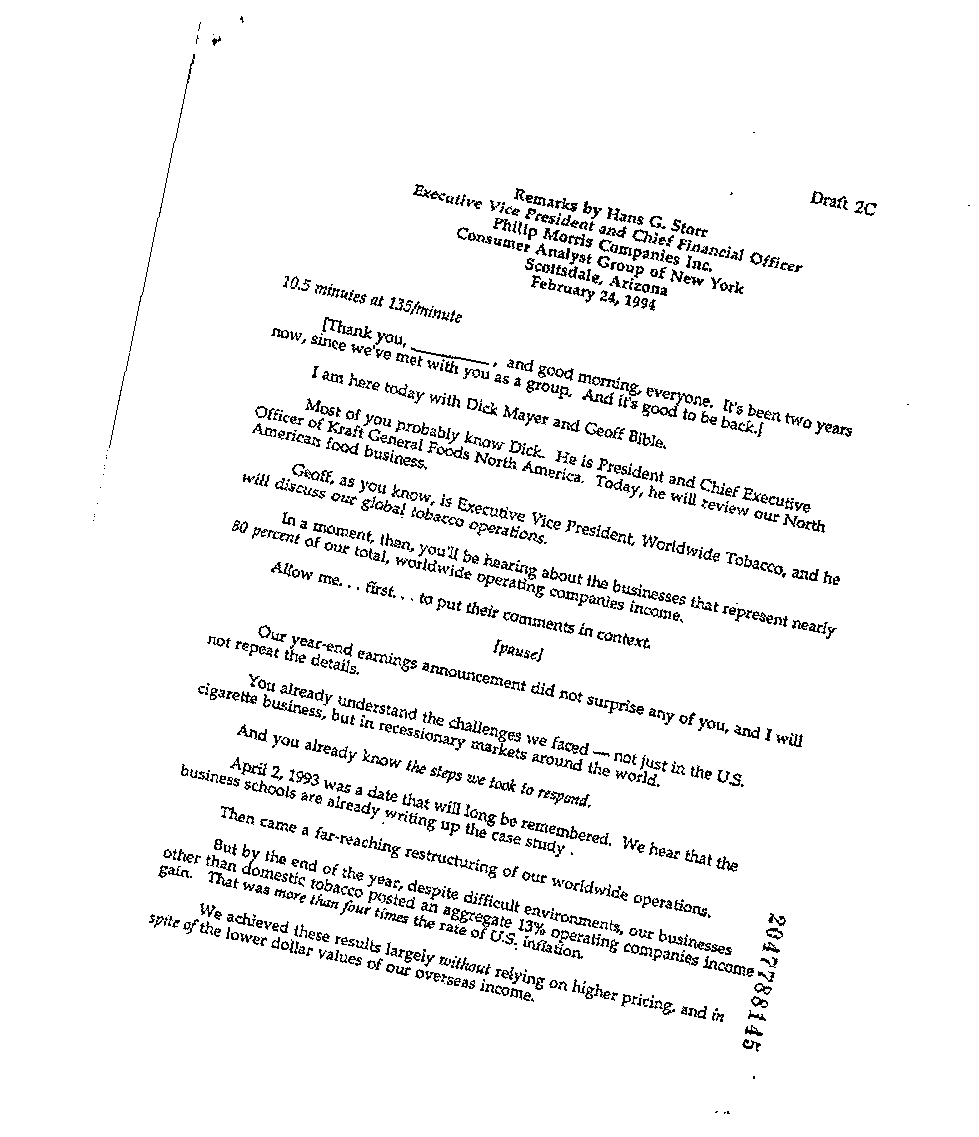 Draft 2C
Remarks by Hans G. Storr
Executive Vice President and Chief Financial Officer
Philip Morris Companies Inc.
Consumer Analyst Group of New York
Scottsdale, Arizona
February 24, 1994
10.5 minutes at 135/minute
[Thank you, ________ , and good morning, everyone. It's been two years
now, since we've met with you as a group. And it's good to be back.]
I am here today with Dick Mayer and Geoff Bible.
Most of you probably know Dick. He is President and Chief Executive
Officer of Kraft General Foods North America. Today, he will review our North
American food business.
Geoff, as you know, is Executive Vice President, Worldwide Tobacco, and he
will discuss our global tobacco operations.
In a moment, then, you'll be hearing about the businesses that represent nearly
80 percent of our total, worldwide operating companies income.
Allow me. . . first. . . to put their comments in context.
[pause]
Our year-end earnings announcement did not surprise any of you, and I will
not repeat the details.
You already understand the challenges we faced — not just in the U.S.
cigarette business, but in recessionary markets around the world.
And you already know the steps we took to respond.
April 2, 1993 was a date that will long be remembered. We hear that the
business schools are already writing up the case study .
Then came a far-reaching restructuring of our worldwide operations.
But by the end of the year, despite difficult environments, our businesses
other than domestic tobacco posted an aggregate 13% operating companies income
gain. That was more than four times the rate of U.S. inflation.
We achieved these results largely without relying on higher pricing, and in
spite of the lower dollar values of our overseas income.
2047788145